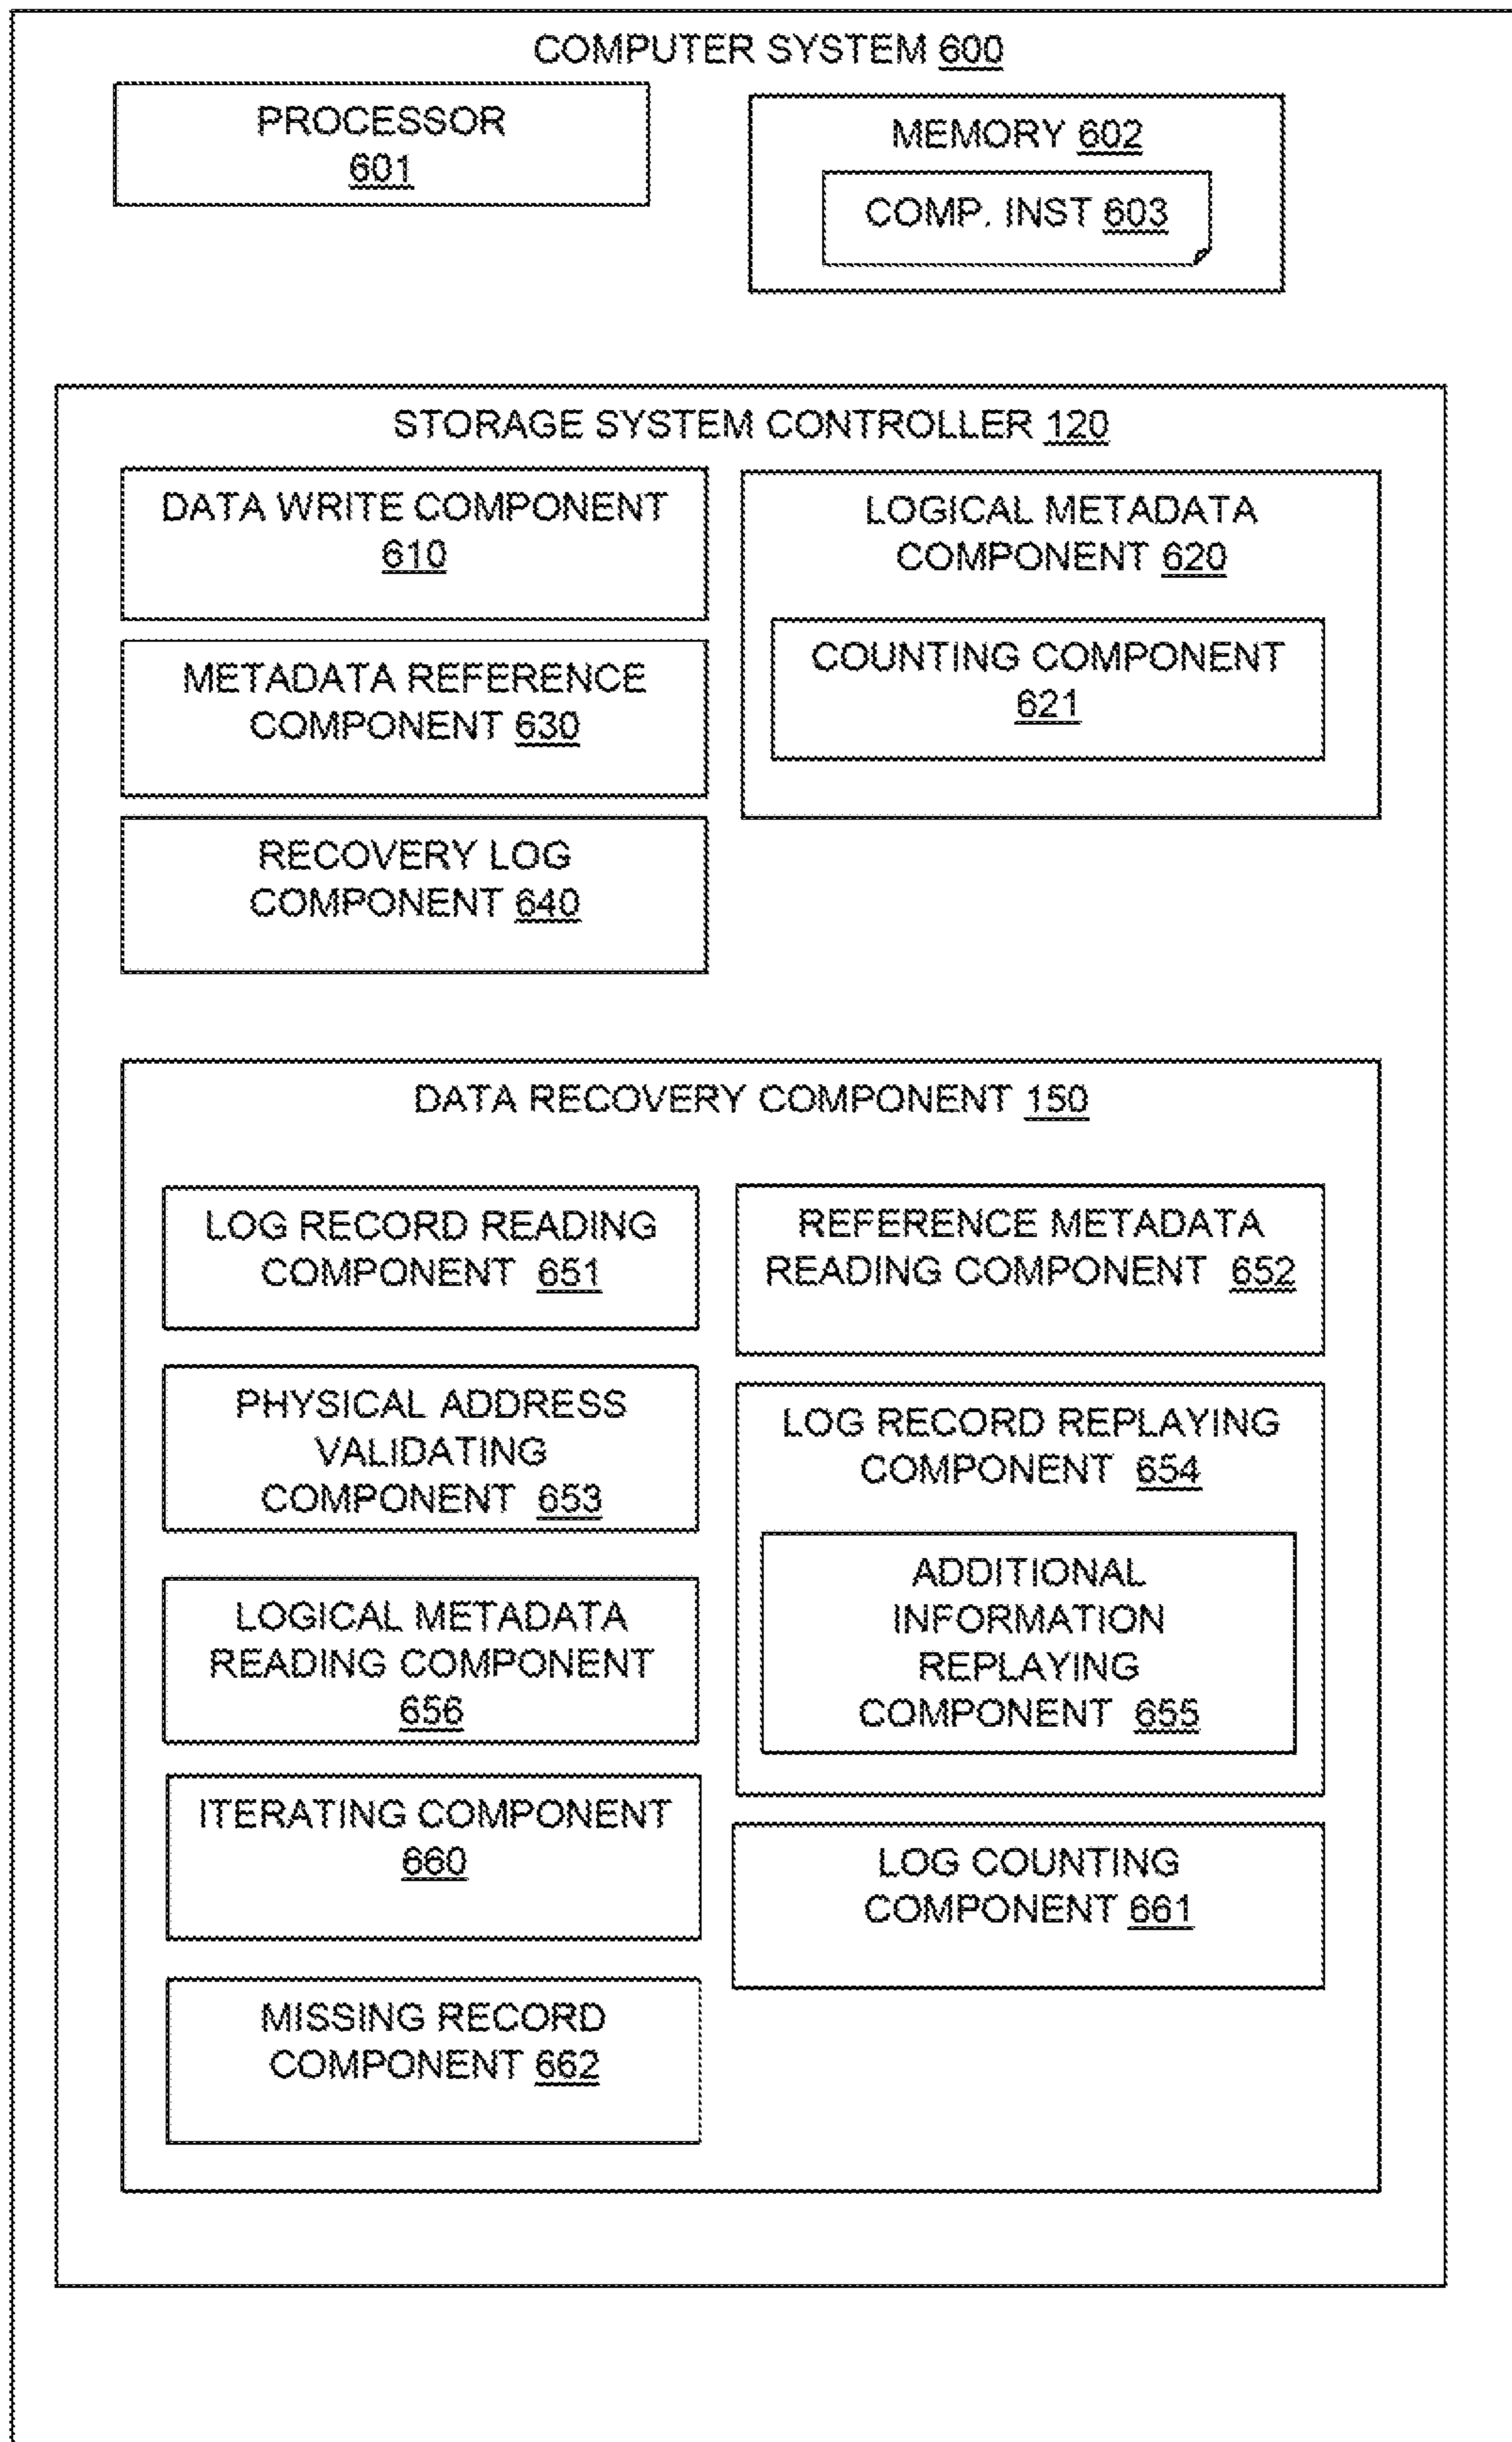 COMPUTER SYSTEM 600
PROCESSOR
601
MEMORY 602
COMP. INST 603
STORAGE SYSTEM CONTROLLER 120
DATA WRITE COMPONENT
610
LOGICAL METADATA
COMPONENT 620
COUNTING COMPONENT
621
METADATA REFERENCE
COMPONENT 630
RECOVERY LOG
COMPONENT 640
DATA RECOVERY COMPONENT 150
LOG RECORD READING
COMPONENT 651
REFERENCE METADATA
READING COMPONENT 652
PHYSICAL ADDRESS
VALIDATING
COMPONENT 653
LOG RECORD REPLAYING
COMPONENT 654
ADDITIONAL
INFORMATION
REPLAYING
COMPONENT 655
LOGICAL METADATA
READING COMPONENT
656
ITERATING COMPONENT
660
LOG COUNTING
COMPONENT 661
MISSING RECORD
COMPONENT 662